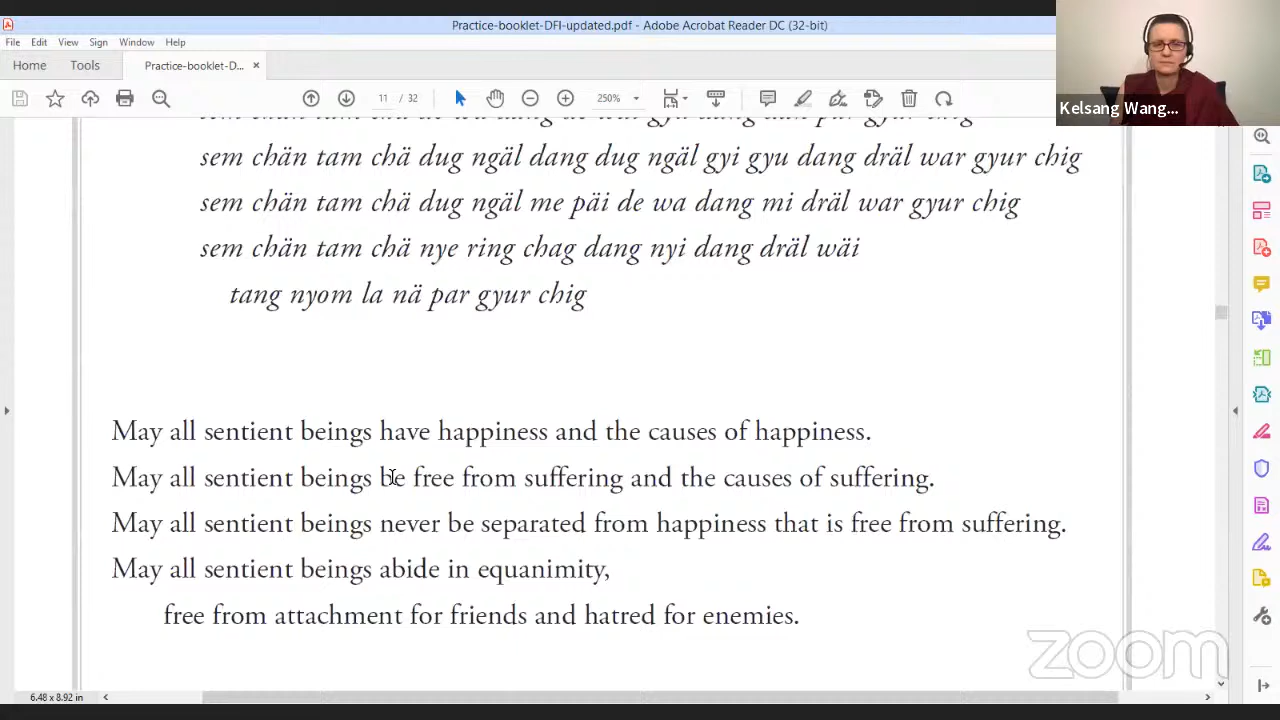 Practice-booklet-DFI-updated.pdf - Adobe Acrobat Reader DC (32-bit)
File Edit View Sign Window Help
Home Tools Practice-booklet-D... ×
11 / 32 250%
Kelsang Wang...
sem chän tam chä dug ngäl dang dug ngäl gyi gyu dang dräl war gyur chig
sem chän tam chä dug ngäl me päi de wa dang mi dräl war gyur chig
sem chän tam chä nye ring chag dang nyi dang dräl wäi
tang nyom la nä par gyur chig
May all sentient beings have happiness and the causes of happiness.
May all sentient beings be free from suffering and the causes of suffering.
May all sentient beings never be separated from happiness that is free from suffering.
May all sentient beings abide in equanimity,
free from attachment for friends and hatred for enemies.
zoom
6.48 x 8.92 in